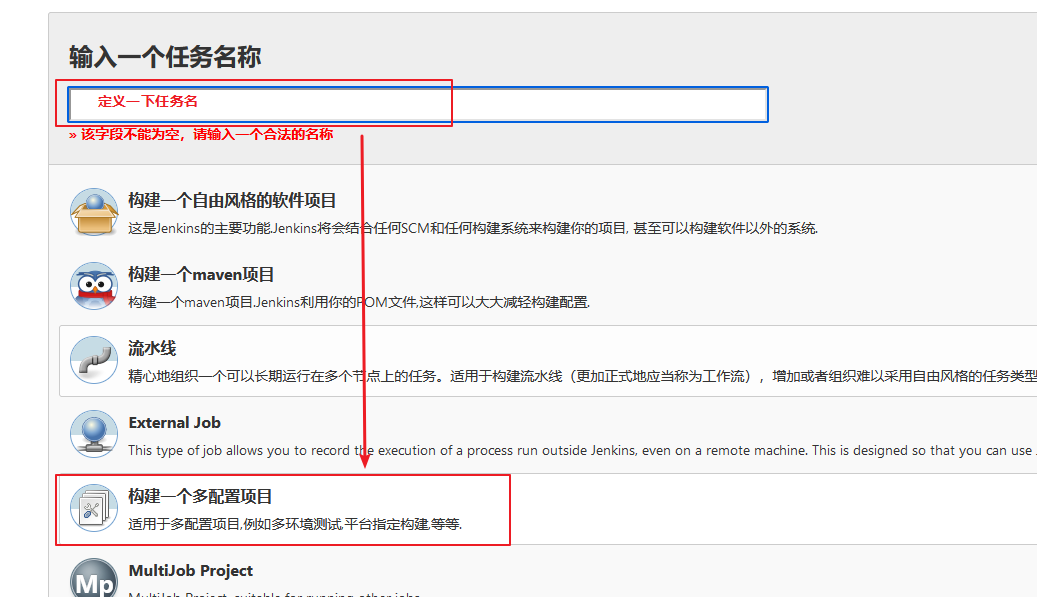 输入一个任务名称
定义一下任务名
» 该字段不能为空，请输入一个合法的名称
构建一个自由风格的软件项目
这是Jenkins的主要功能.Jenkins将会结合任何SCM和任何构建系统来构建你的项目, 甚至可以构建软件以外的系统.
构建一个maven项目
构建一个maven项目.Jenkins利用你的POM文件,这样可以大大减轻构建配置.
流水线
精心地组织一个可以长期运行在多个节点上的任务。适用于构建流水线（更加正式地应当称为工作流），增加或者组织难以采用自由风格的任务类型
External Job
This type of job allows you to record the execution of a process run outside Jenkins, even on a remote machine. This is designed so that you can use
构建一个多配置项目
适用于多配置项目,例如多环境测试,平台指定构建,等等.
MultiJob Project
Mp
MultiJob Project, suitable for running other jobs